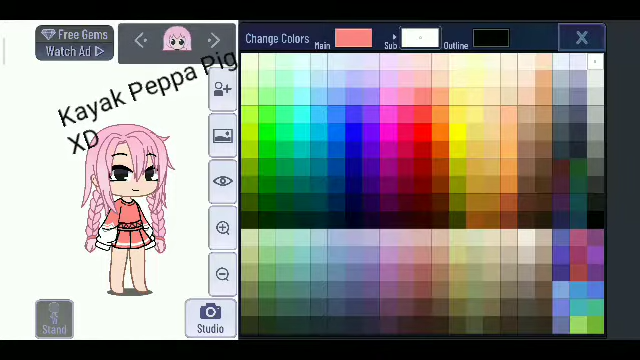 Free Gems
Watch Ad
Kayak Peppa Pig
XD
Stand
Studio
Change Colors
Main
Sub
Outline
X